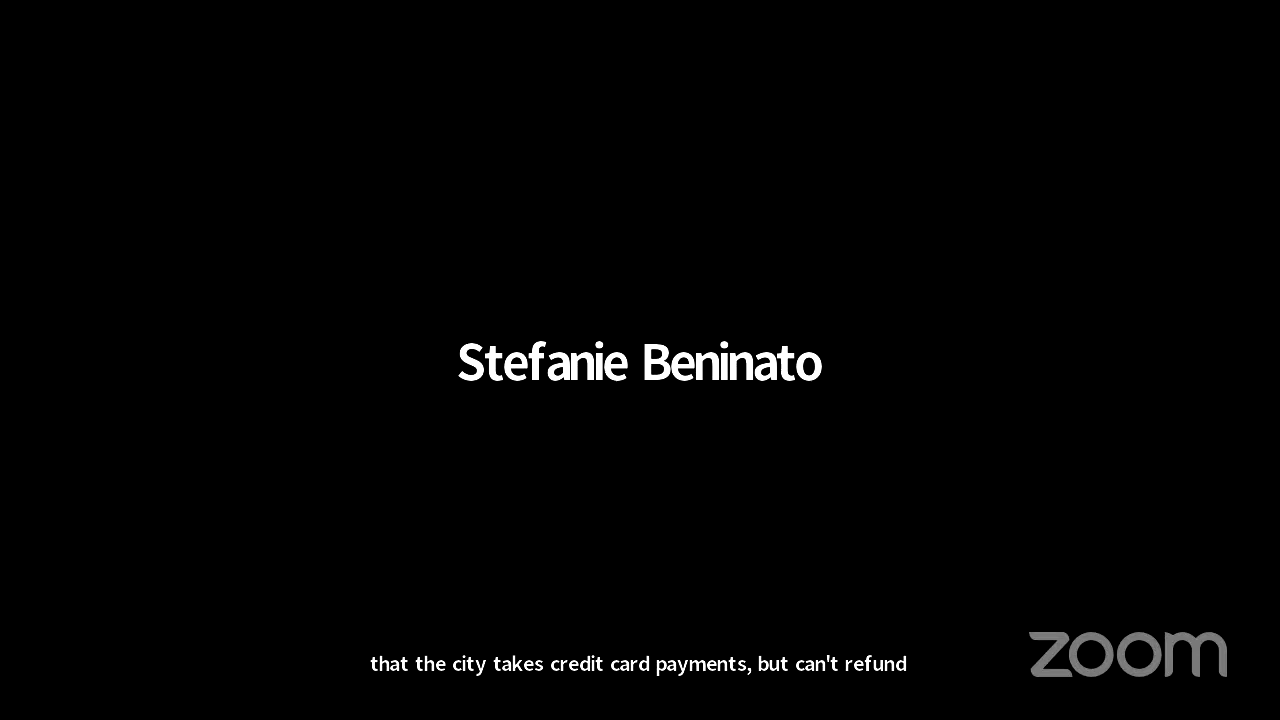 Stefanie Beninato
that the city takes credit card payments, but can't refund
zoom